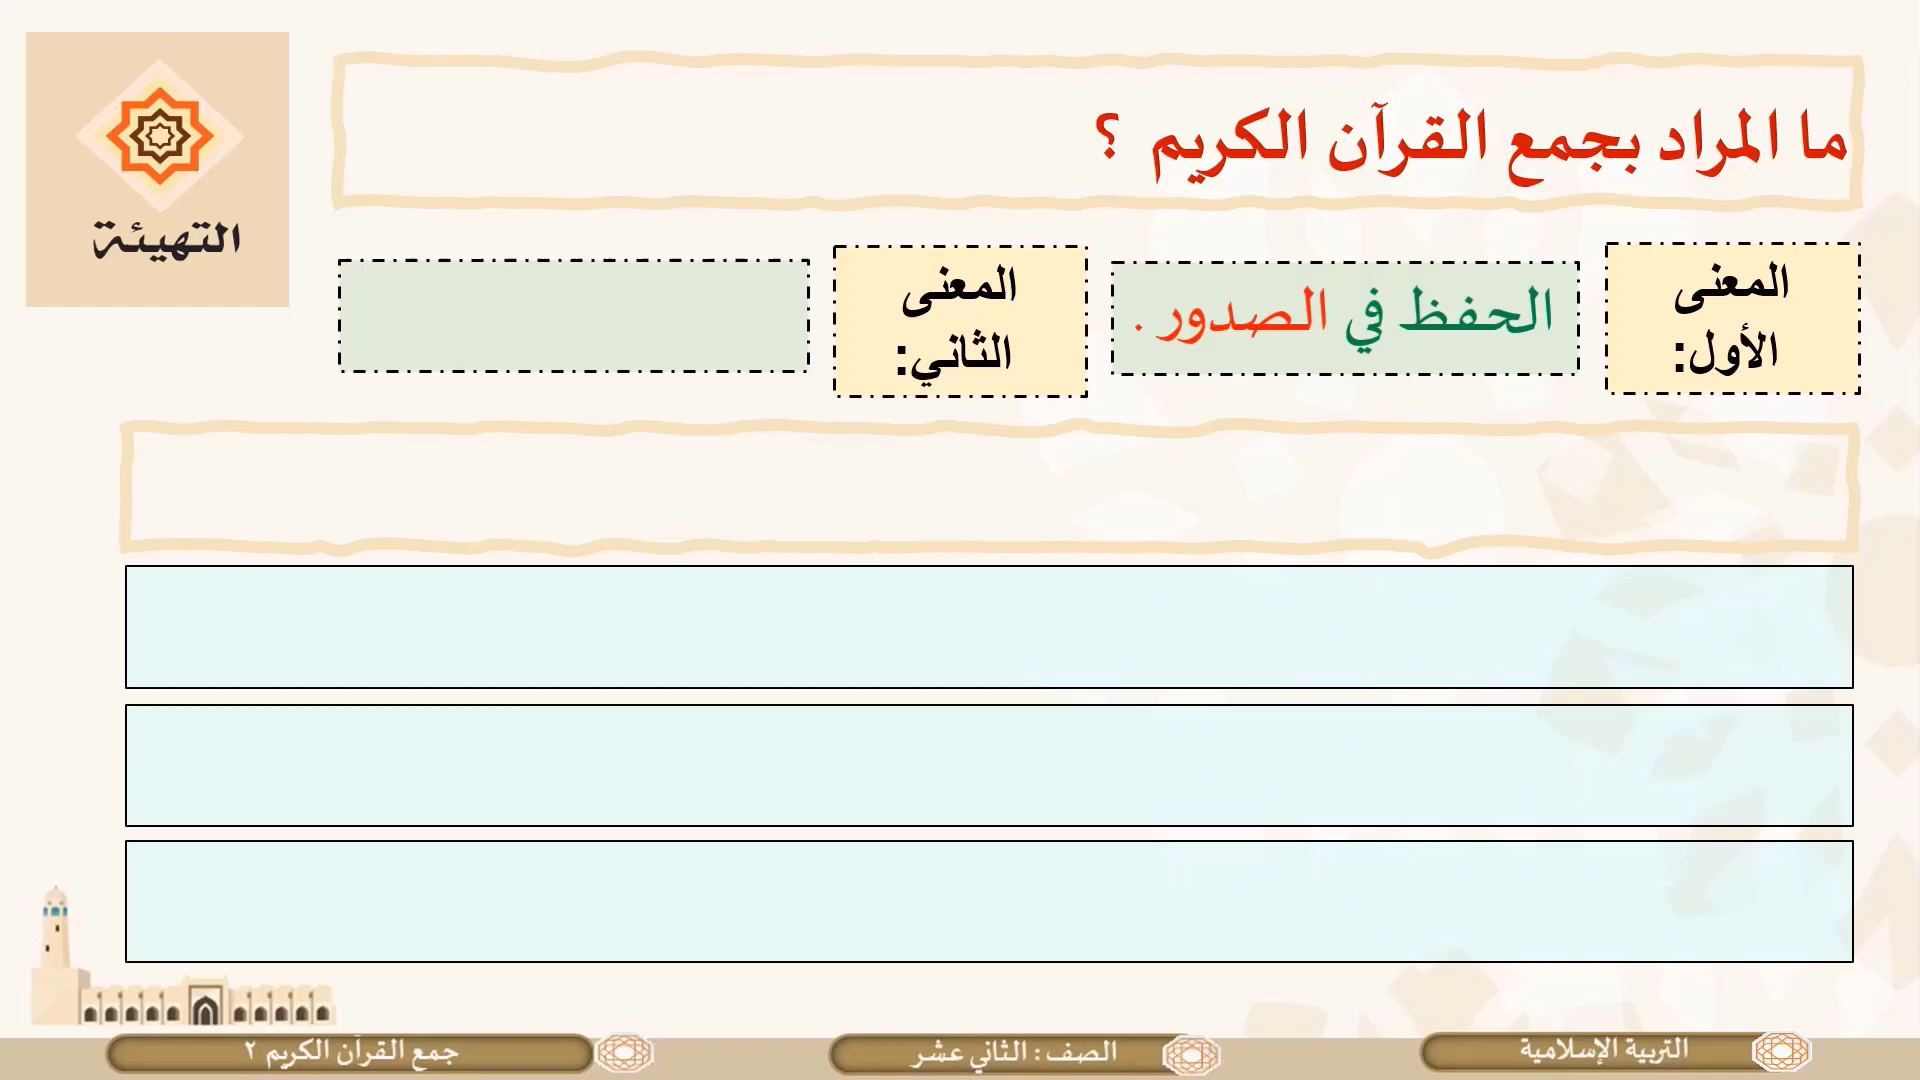 التهيئة
ما المراد بجمع القرآن الكريم ؟
المعنى
الأول:
الحفظ في الصدور .
المعنى
الثاني:
التربية الإسلامية
الصف : الثاني عشر
جمع القرآن الكريم ٢